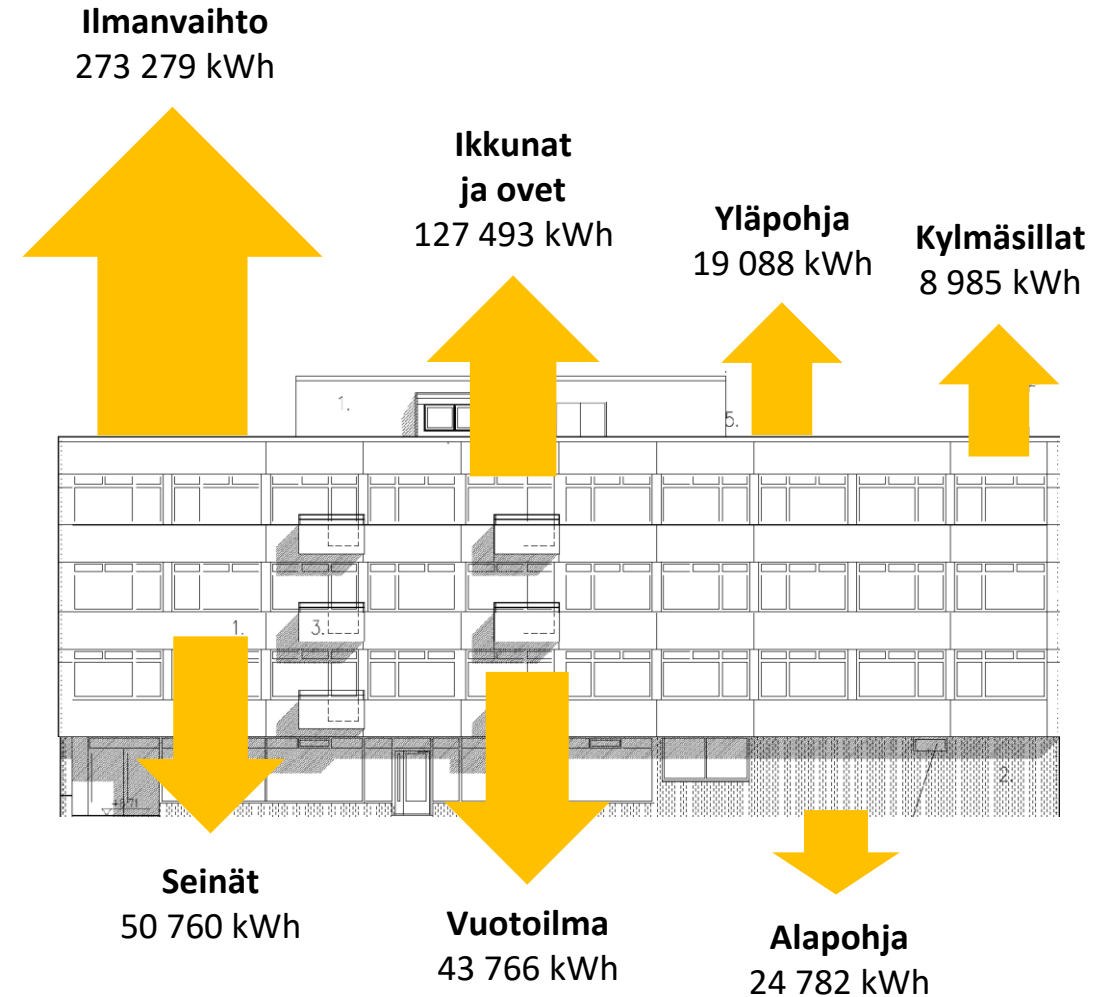 Ilmanvaihto
273 279 kWh
Ikkunat
ja ovet
127 493 kWh
Yläpohja
19 088 kWh
Kylmäsillat
8 985 kWh
1.
5.
1.
3.
2.
Seinät
50 760 kWh
Vuotoilma
43 766 kWh
Alapohja
24 782 kWh